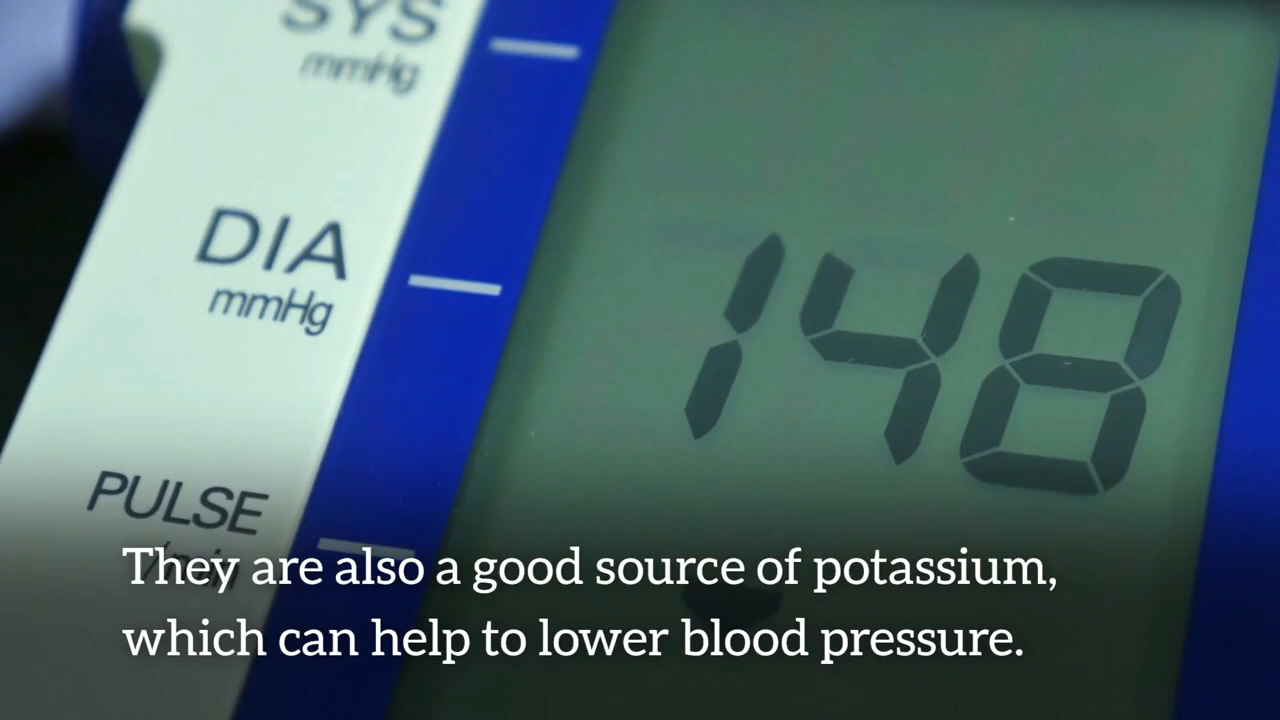 SYS
mmHg
DIA
mmHg
148
PULSE
/min
They are also a good source of potassium,
which can help to lower blood pressure.